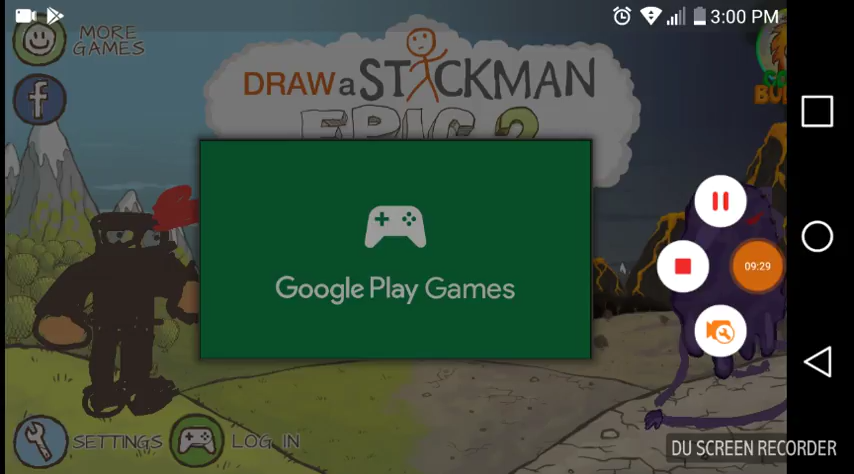 3:00 PM
MORE
GAMES
DRAW a STICKMAN
EPIC 2
Google Play Games
09:29
SETTINGS
LOG IN
DU SCREEN RECORDER